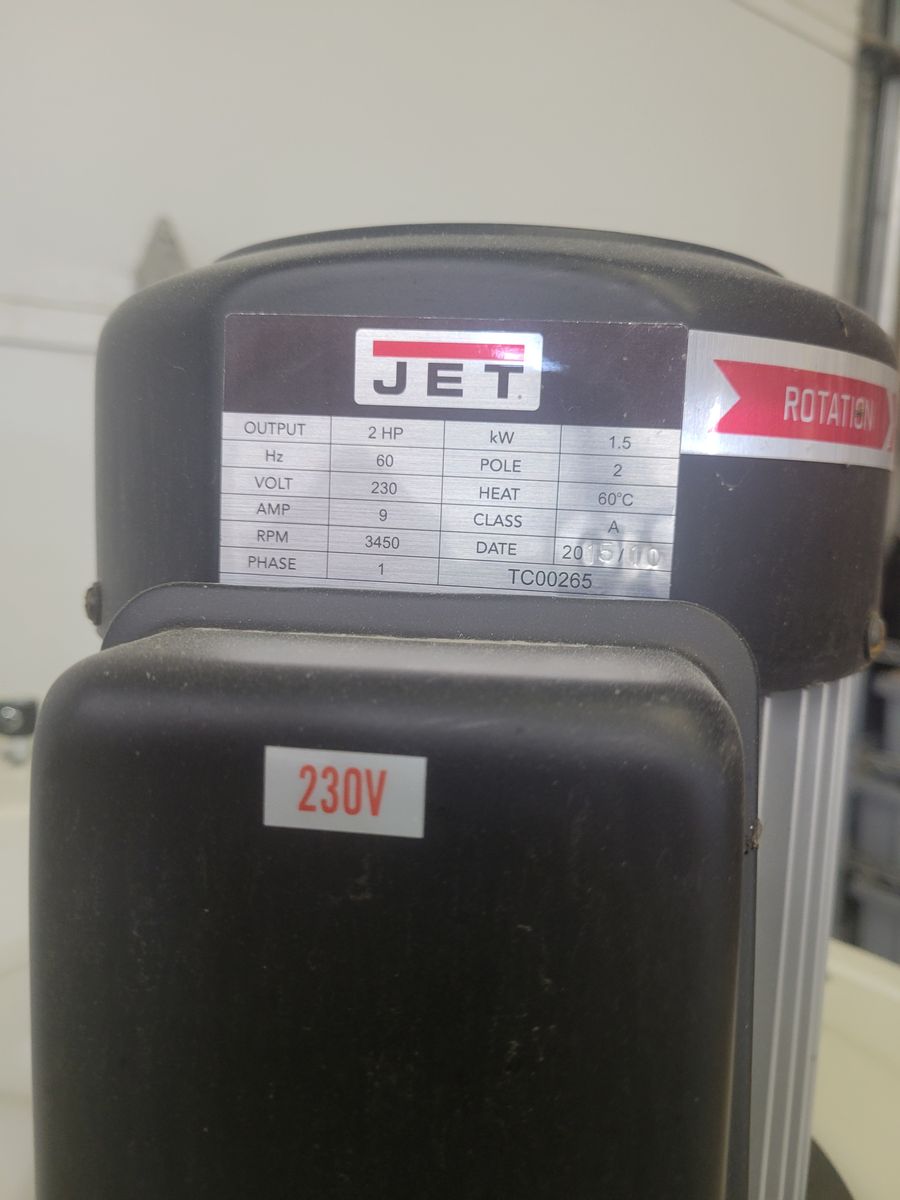 JET
ROTATION
OUTPUT 2 HP kW 1.5
Hz 60 POLE 2
VOLT 230 HEAT 60°C
AMP 9 CLASS A
RPM 3450 DATE 2015/10
PHASE 1 TC00265
230V